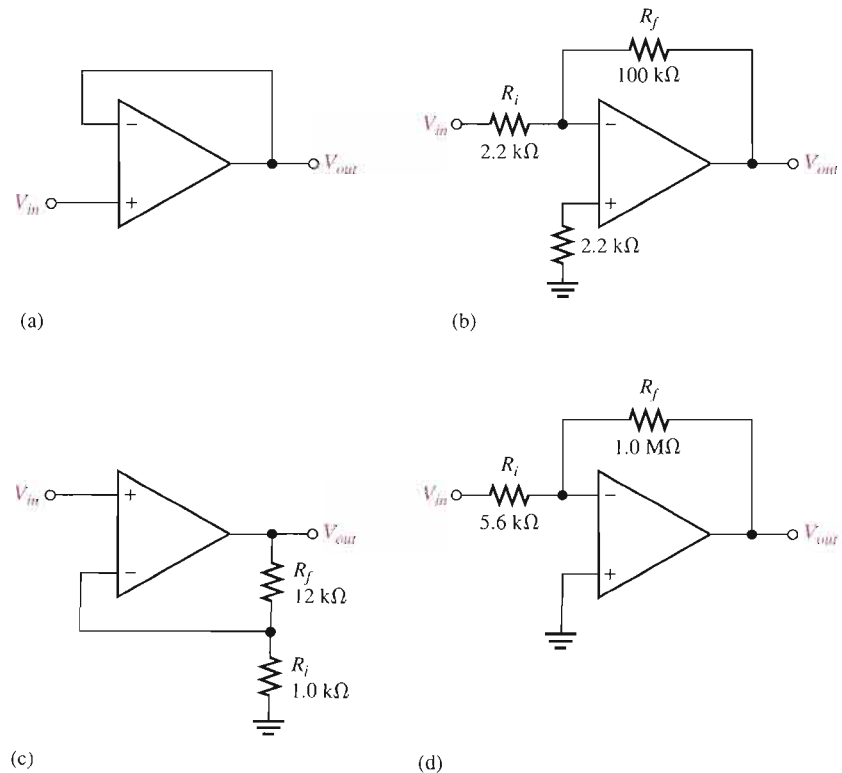 −
+
V_in
V_out
(a)
R_f
100 kΩ
R_i
V_in
2.2 kΩ
−
+
V_out
2.2 kΩ
(b)
V_in
+
−
V_out
R_f
12 kΩ
R_i
1.0 kΩ
(c)
R_f
1.0 MΩ
R_i
V_in
5.6 kΩ
−
+
V_out
(d)